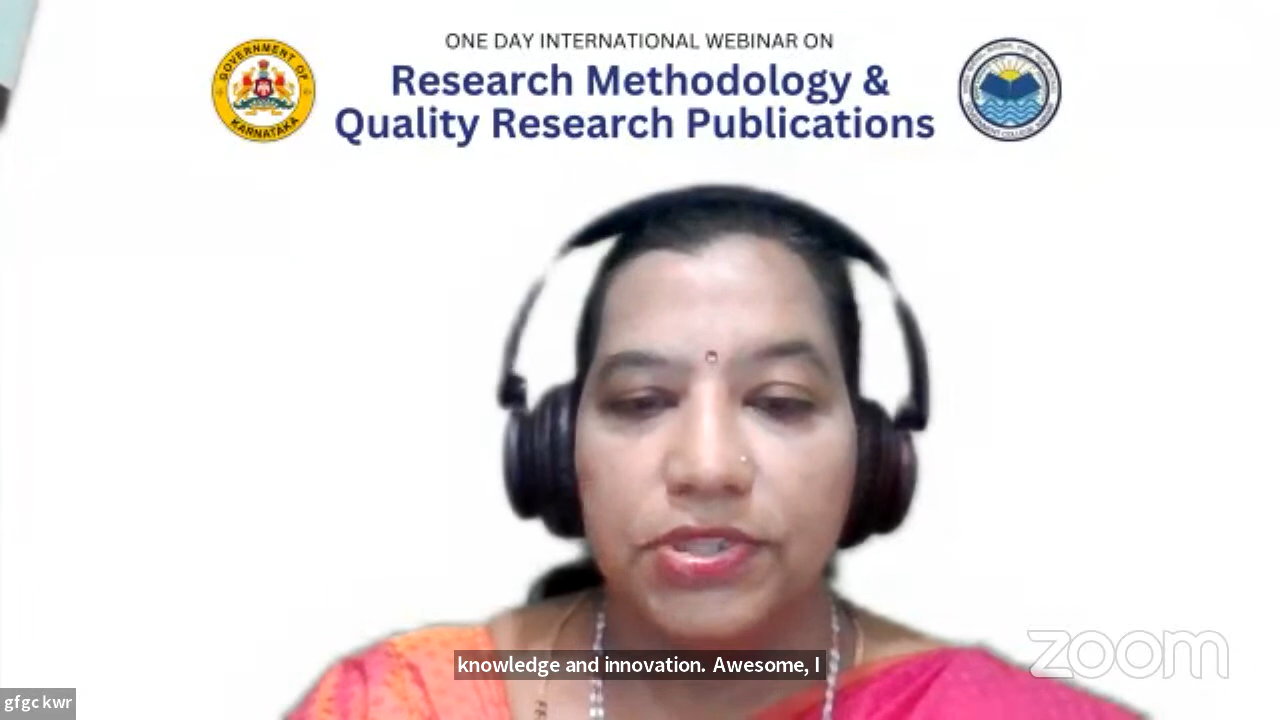 ONE DAY INTERNATIONAL WEBINAR ON
Research Methodology &
Quality Research Publications
GOVERNMENT OF
KARNATAKA
knowledge and innovation. Awesome, I
zoom
gfgc kwr